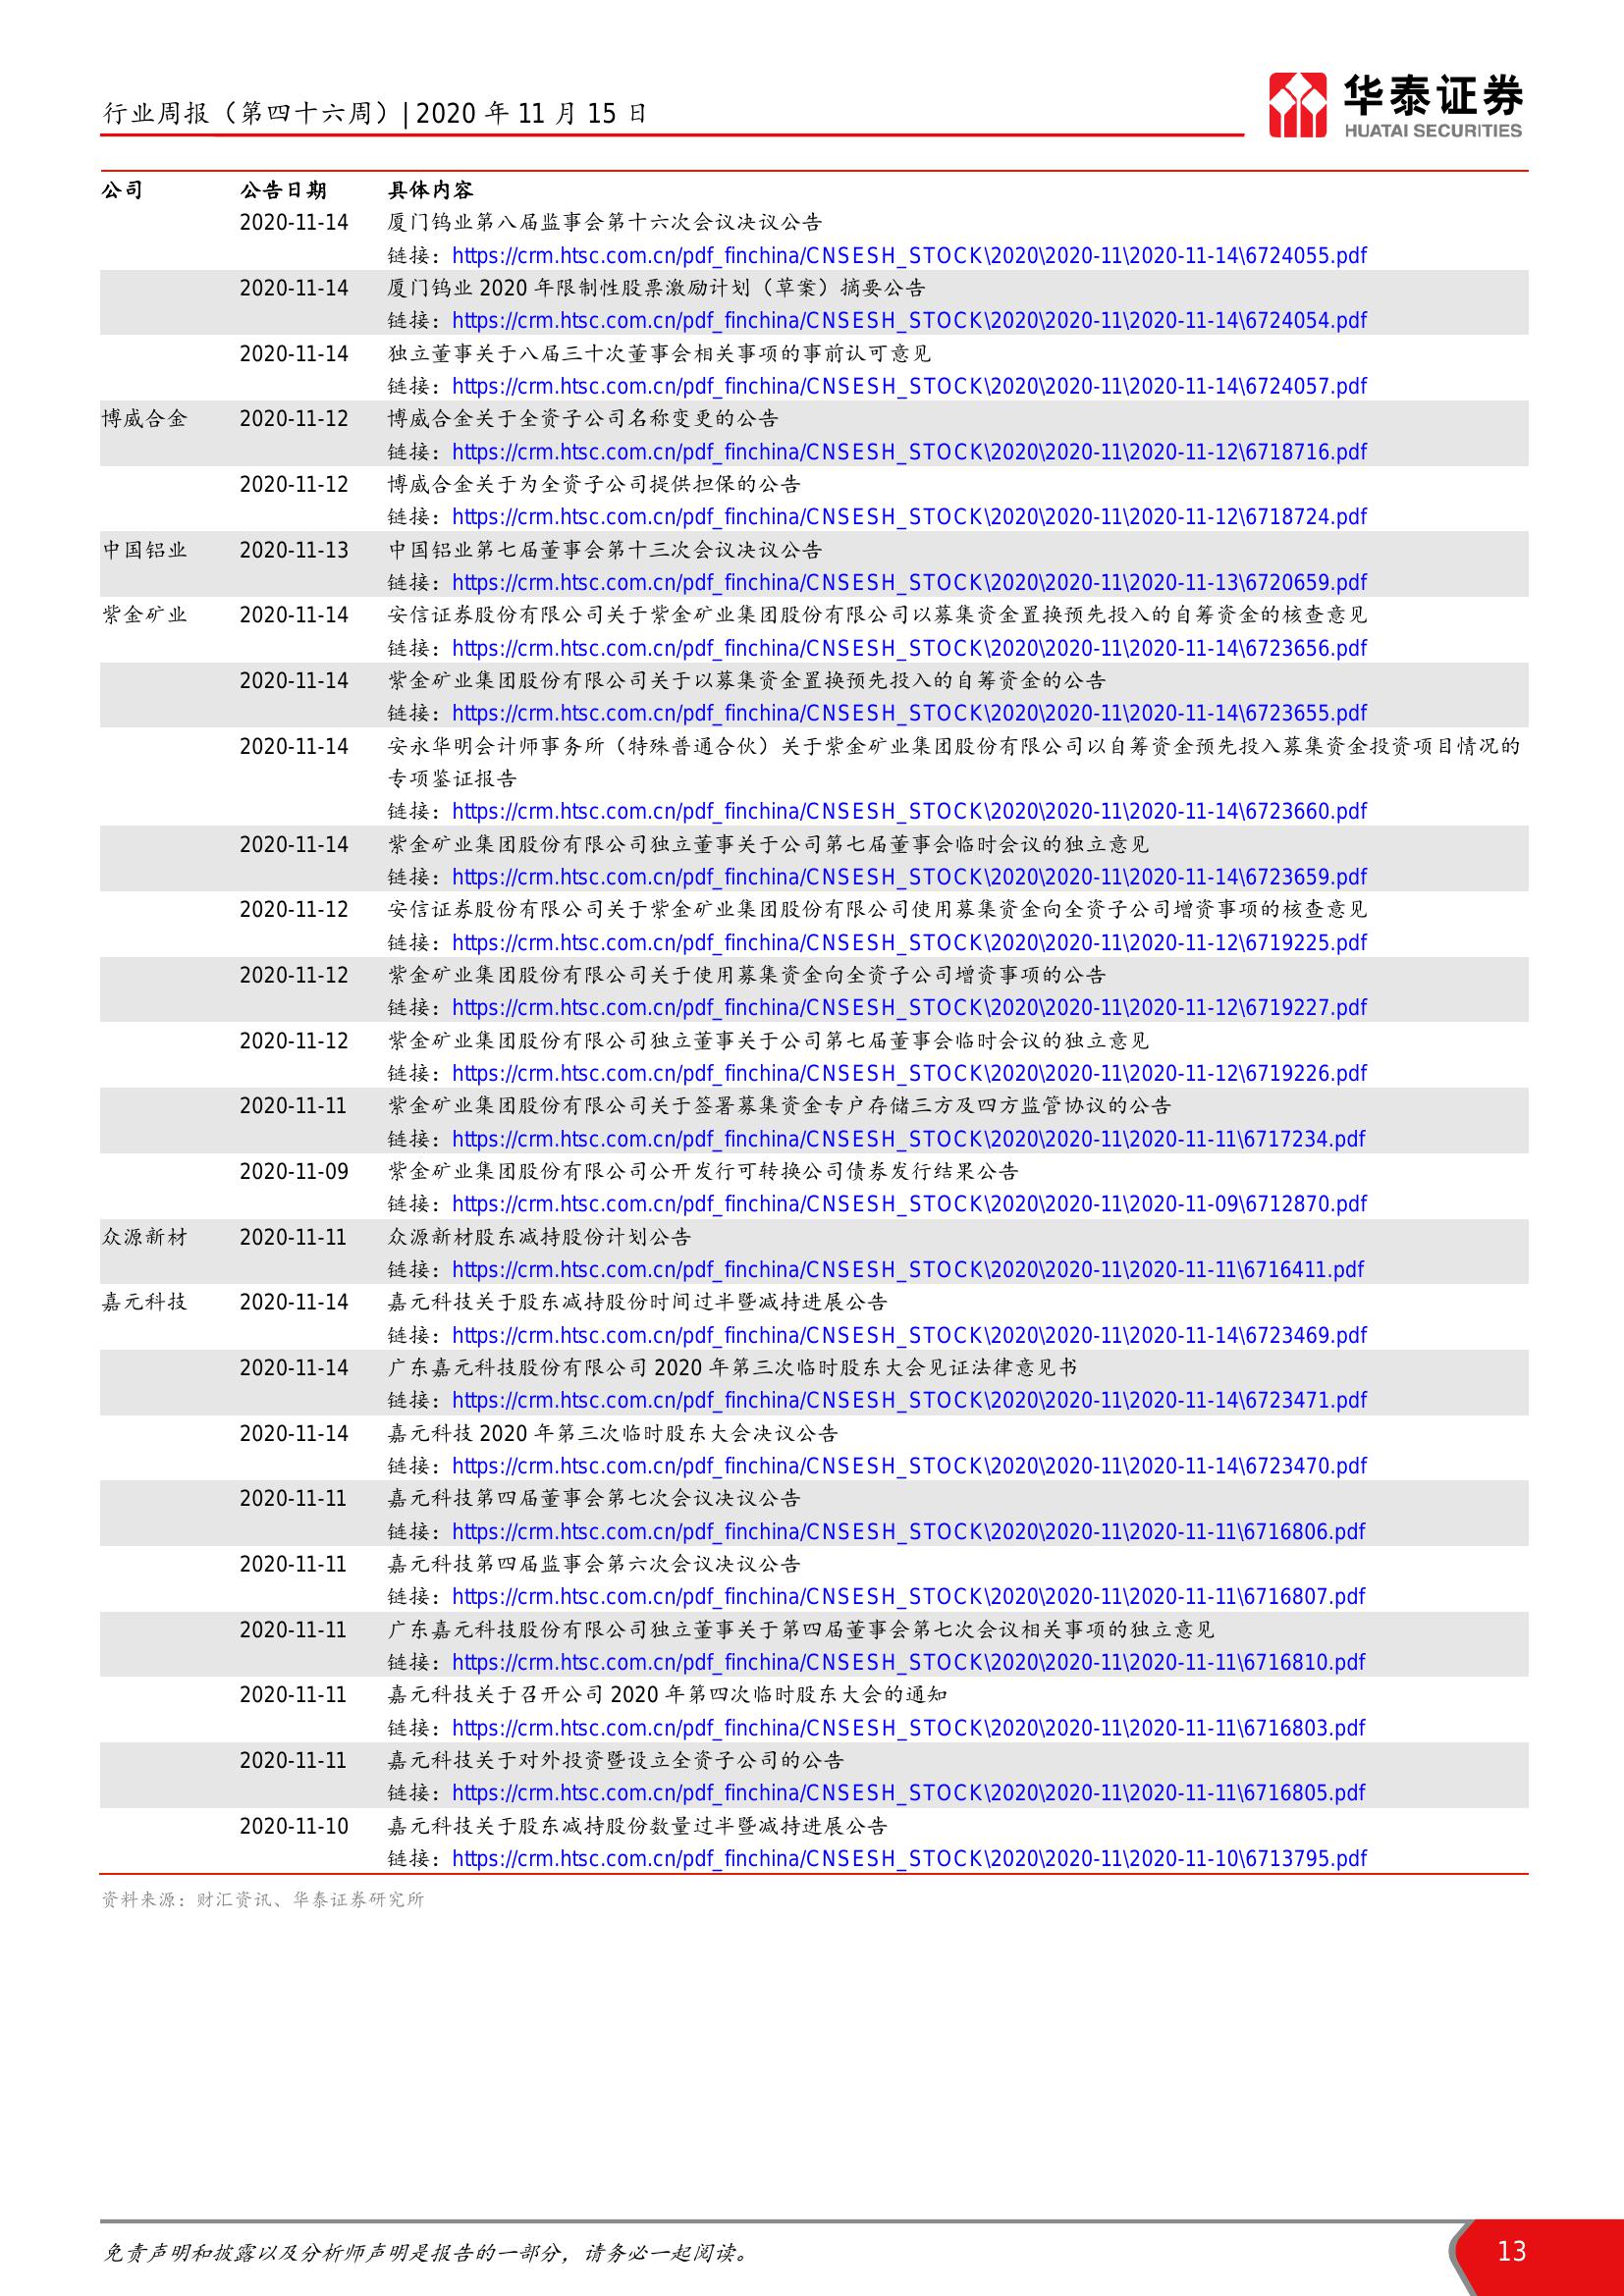 行业周报（第四十六周）| 2020 年 11 月 15 日
华泰证券
HUATAI SECURITIES
公司 公告日期 具体内容
2020-11-14 厦门钨业第八届监事会第十六次会议决议公告
链接：https://crm.htsc.com.cn/pdf_finchina/CNSESH_STOCK\2020\2020-11\2020-11-14\6724055.pdf
2020-11-14 厦门钨业 2020 年限制性股票激励计划（草案）摘要公告
链接：https://crm.htsc.com.cn/pdf_finchina/CNSESH_STOCK\2020\2020-11\2020-11-14\6724054.pdf
2020-11-14 独立董事关于八届三十次董事会相关事项的事前认可意见
链接：https://crm.htsc.com.cn/pdf_finchina/CNSESH_STOCK\2020\2020-11\2020-11-14\6724057.pdf
博威合金 2020-11-12 博威合金关于全资子公司名称变更的公告
链接：https://crm.htsc.com.cn/pdf_finchina/CNSESH_STOCK\2020\2020-11\2020-11-12\6718716.pdf
2020-11-12 博威合金关于为全资子公司提供担保的公告
链接：https://crm.htsc.com.cn/pdf_finchina/CNSESH_STOCK\2020\2020-11\2020-11-12\6718724.pdf
中国铝业 2020-11-13 中国铝业第七届董事会第十三次会议决议公告
链接：https://crm.htsc.com.cn/pdf_finchina/CNSESH_STOCK\2020\2020-11\2020-11-13\6720659.pdf
紫金矿业 2020-11-14 安信证券股份有限公司关于紫金矿业集团股份有限公司以募集资金置换预先投入的自筹资金的核查意见
链接：https://crm.htsc.com.cn/pdf_finchina/CNSESH_STOCK\2020\2020-11\2020-11-14\6723656.pdf
2020-11-14 紫金矿业集团股份有限公司关于以募集资金置换预先投入的自筹资金的公告
链接：https://crm.htsc.com.cn/pdf_finchina/CNSESH_STOCK\2020\2020-11\2020-11-14\6723655.pdf
2020-11-14 安永华明会计师事务所（特殊普通合伙）关于紫金矿业集团股份有限公司以自筹资金预先投入募集资金投资项目情况的
专项鉴证报告
链接：https://crm.htsc.com.cn/pdf_finchina/CNSESH_STOCK\2020\2020-11\2020-11-14\6723660.pdf
2020-11-14 紫金矿业集团股份有限公司独立董事关于公司第七届董事会临时会议的独立意见
链接：https://crm.htsc.com.cn/pdf_finchina/CNSESH_STOCK\2020\2020-11\2020-11-14\6723659.pdf
2020-11-12 安信证券股份有限公司关于紫金矿业集团股份有限公司使用募集资金向全资子公司增资事项的核查意见
链接：https://crm.htsc.com.cn/pdf_finchina/CNSESH_STOCK\2020\2020-11\2020-11-12\6719225.pdf
2020-11-12 紫金矿业集团股份有限公司关于使用募集资金向全资子公司增资事项的公告
链接：https://crm.htsc.com.cn/pdf_finchina/CNSESH_STOCK\2020\2020-11\2020-11-12\6719227.pdf
2020-11-12 紫金矿业集团股份有限公司独立董事关于公司第七届董事会临时会议的独立意见
链接：https://crm.htsc.com.cn/pdf_finchina/CNSESH_STOCK\2020\2020-11\2020-11-12\6719226.pdf
2020-11-11 紫金矿业集团股份有限公司关于签署募集资金专户存储三方及四方监管协议的公告
链接：https://crm.htsc.com.cn/pdf_finchina/CNSESH_STOCK\2020\2020-11\2020-11-11\6717234.pdf
2020-11-09 紫金矿业集团股份有限公司公开发行可转换公司债券发行结果公告
链接：https://crm.htsc.com.cn/pdf_finchina/CNSESH_STOCK\2020\2020-11\2020-11-09\6712870.pdf
众源新材 2020-11-11 众源新材股东减持股份计划公告
链接：https://crm.htsc.com.cn/pdf_finchina/CNSESH_STOCK\2020\2020-11\2020-11-11\6716411.pdf
嘉元科技 2020-11-14 嘉元科技关于股东减持股份时间过半暨减持进展公告
链接：https://crm.htsc.com.cn/pdf_finchina/CNSESH_STOCK\2020\2020-11\2020-11-14\6723469.pdf
2020-11-14 广东嘉元科技股份有限公司 2020 年第三次临时股东大会见证法律意见书
链接：https://crm.htsc.com.cn/pdf_finchina/CNSESH_STOCK\2020\2020-11\2020-11-14\6723471.pdf
2020-11-14 嘉元科技 2020 年第三次临时股东大会决议公告
链接：https://crm.htsc.com.cn/pdf_finchina/CNSESH_STOCK\2020\2020-11\2020-11-14\6723470.pdf
2020-11-11 嘉元科技第四届董事会第七次会议决议公告
链接：https://crm.htsc.com.cn/pdf_finchina/CNSESH_STOCK\2020\2020-11\2020-11-11\6716806.pdf
2020-11-11 嘉元科技第四届监事会第六次会议决议公告
链接：https://crm.htsc.com.cn/pdf_finchina/CNSESH_STOCK\2020\2020-11\2020-11-11\6716807.pdf
2020-11-11 广东嘉元科技股份有限公司独立董事关于第四届董事会第七次会议相关事项的独立意见
链接：https://crm.htsc.com.cn/pdf_finchina/CNSESH_STOCK\2020\2020-11\2020-11-11\6716810.pdf
2020-11-11 嘉元科技关于召开公司 2020 年第四次临时股东大会的通知
链接：https://crm.htsc.com.cn/pdf_finchina/CNSESH_STOCK\2020\2020-11\2020-11-11\6716803.pdf
2020-11-11 嘉元科技关于对外投资暨设立全资子公司的公告
链接：https://crm.htsc.com.cn/pdf_finchina/CNSESH_STOCK\2020\2020-11\2020-11-11\6716805.pdf
2020-11-10 嘉元科技关于股东减持股份数量过半暨减持进展公告
链接：https://crm.htsc.com.cn/pdf_finchina/CNSESH_STOCK\2020\2020-11\2020-11-10\6713795.pdf
资料来源：财汇资讯、华泰证券研究所
免责声明和披露以及分析师声明是报告的一部分，请务必一起阅读。
13